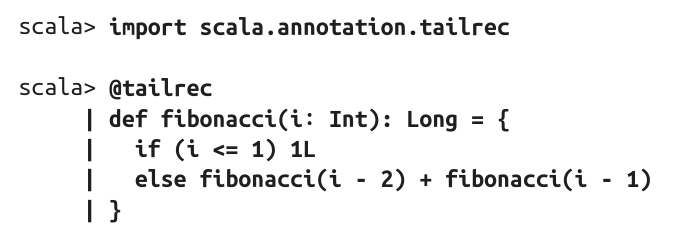 scala> import scala.annotation.tailrec
scala> @tailrec
| def fibonacci(i: Int): Long = {
| if (i <= 1) 1L
| else fibonacci(i - 2) + fibonacci(i - 1)
| }